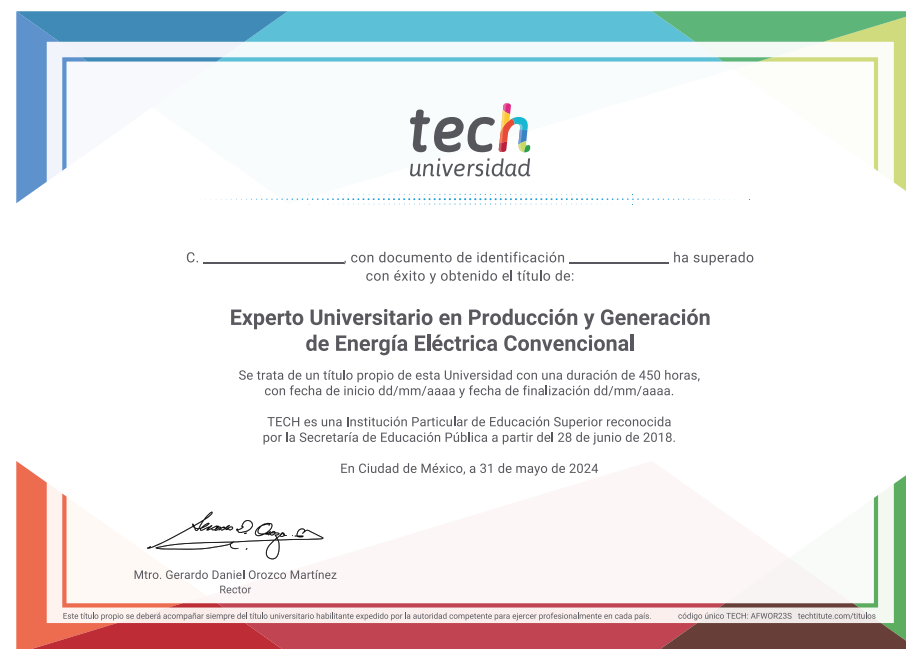 tech
universidad
C. ____________, con documento de identificación ____________ ha superado
con éxito y obtenido el título de:
Experto Universitario en Producción y Generación
de Energía Eléctrica Convencional
Se trata de un título propio de esta Universidad con una duración de 450 horas,
con fecha de inicio dd/mm/aaaa y fecha de finalización dd/mm/aaaa.
TECH es una Institución Particular de Educación Superior reconocida
por la Secretaría de Educación Pública a partir del 28 de junio de 2018.
En Ciudad de México, a 31 de mayo de 2024
Mtro. Gerardo Daniel Orozco Martínez
Rector
Este título propio se deberá acompañar siempre del título universitario habilitante expedido por la autoridad competente para ejercer profesionalmente en cada país. código único TECH: AFWOR23S techtitute.com/titulos